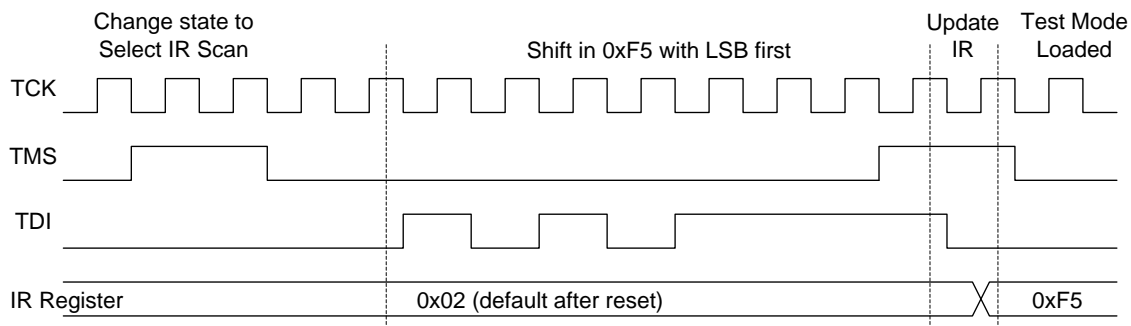 Change state to
Select IR Scan
Shift in 0xF5 with LSB first
Update
IR
Test Mode
Loaded
TCK
TMS
TDI
IR Register
0x02 (default after reset)
0xF5